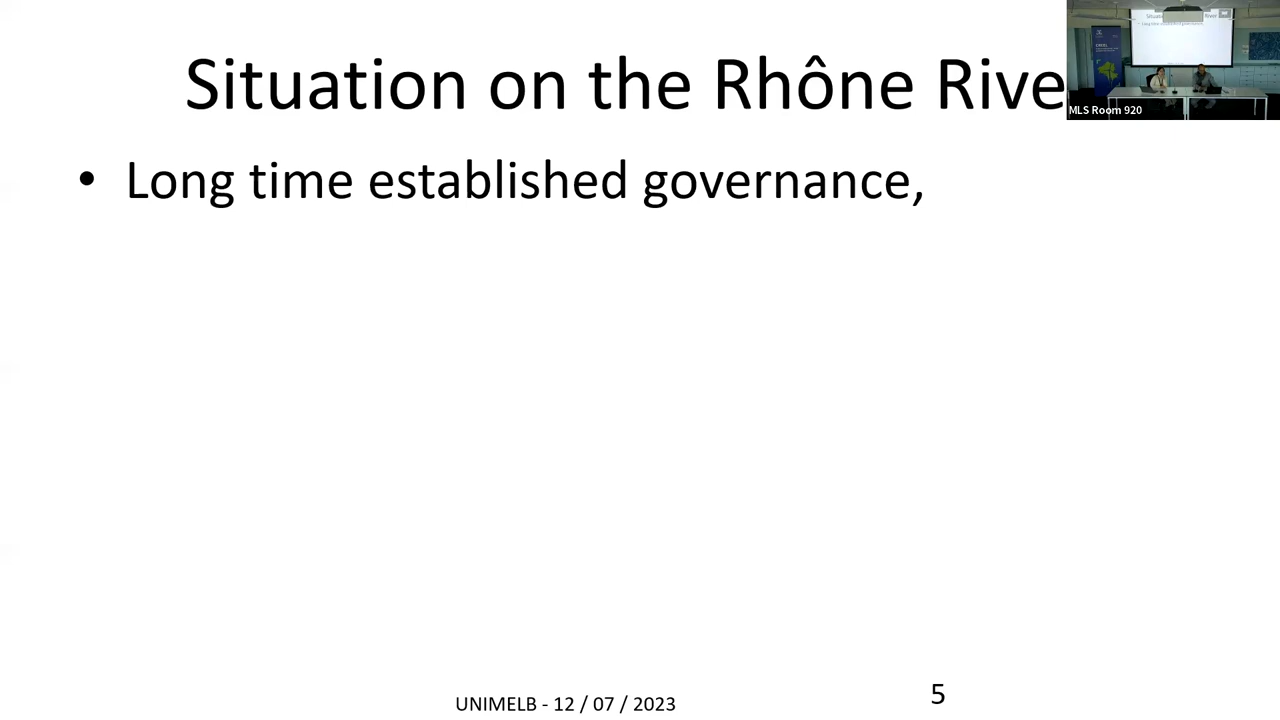 Situation on the Rhône Rive
MLS Room 920
• Long time established governance,
UNIMELB - 12 / 07 / 2023
5